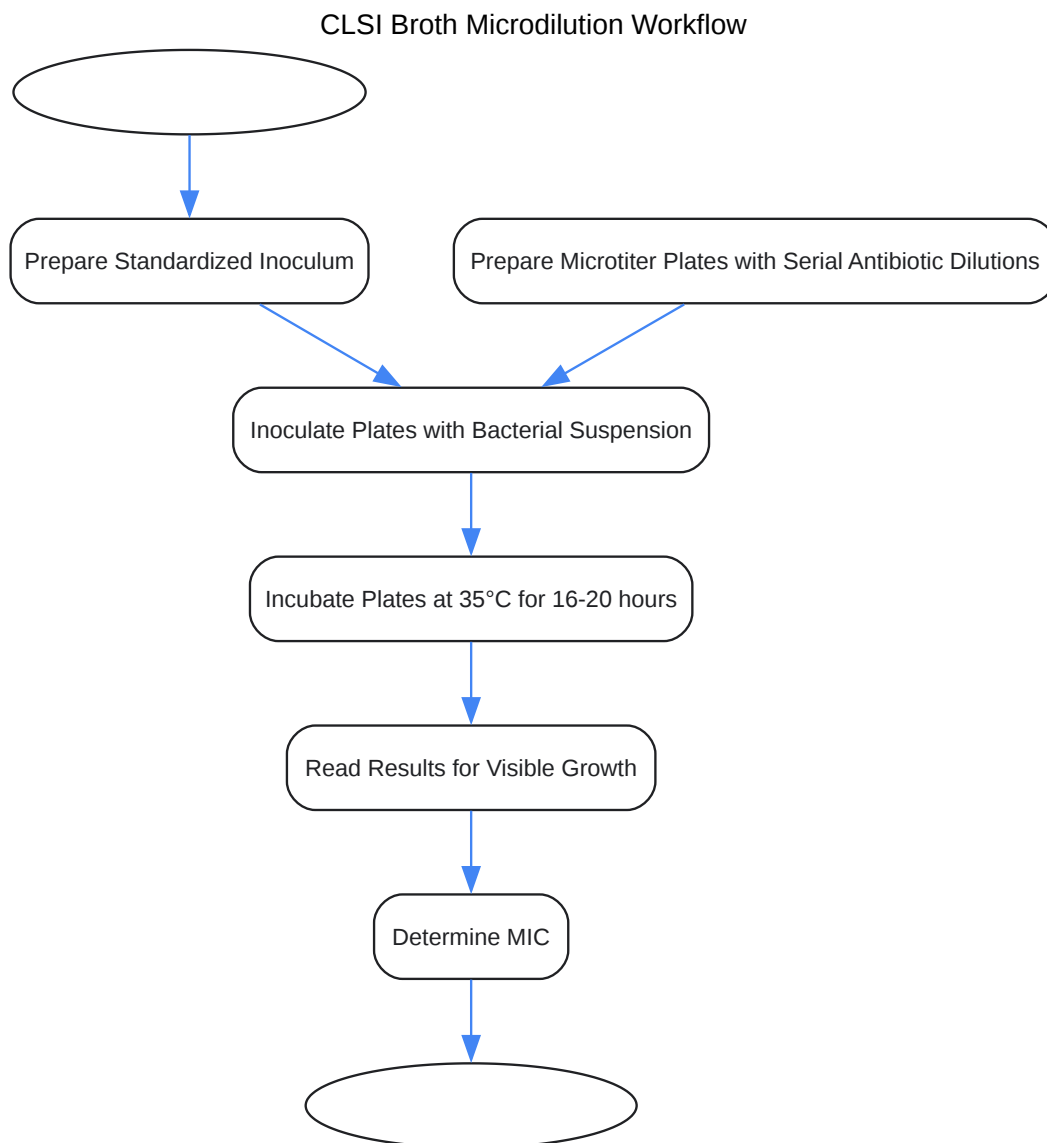 CLSI Broth Microdilution Workflow
Prepare Standardized Inoculum
Prepare Microtiter Plates with Serial Antibiotic Dilutions
Inoculate Plates with Bacterial Suspension
Incubate Plates at 35°C for 16-20 hours
Read Results for Visible Growth
Determine MIC